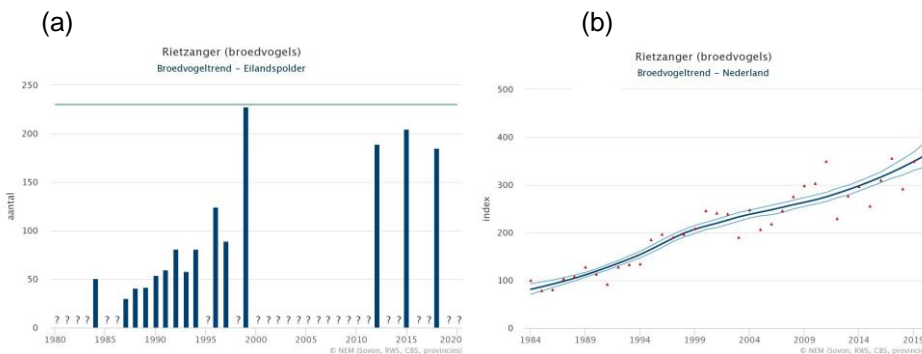 (a)
Rietzanger (broedvogels)
Broedvogeltrend – Eilandspolder
250
200
150
100
50
0
aantal
? ? ? ? ? ? ? ? ? ? ? ? ? ? ? ? ? ? ? ? ? ? ? ? ? ?
1980 1985 1990 1995 2000 2005 2010 2015 2020
© NEM (Sovon, RWS, CBS, provincies)
(b)
Rietzanger (broedvogels)
Broedvogeltrend – Nederland
500
400
300
200
100
0
index
1984 1989 1994 1999 2004 2009 2014
© NEM (Sovon, RWS, CBS, provincies)